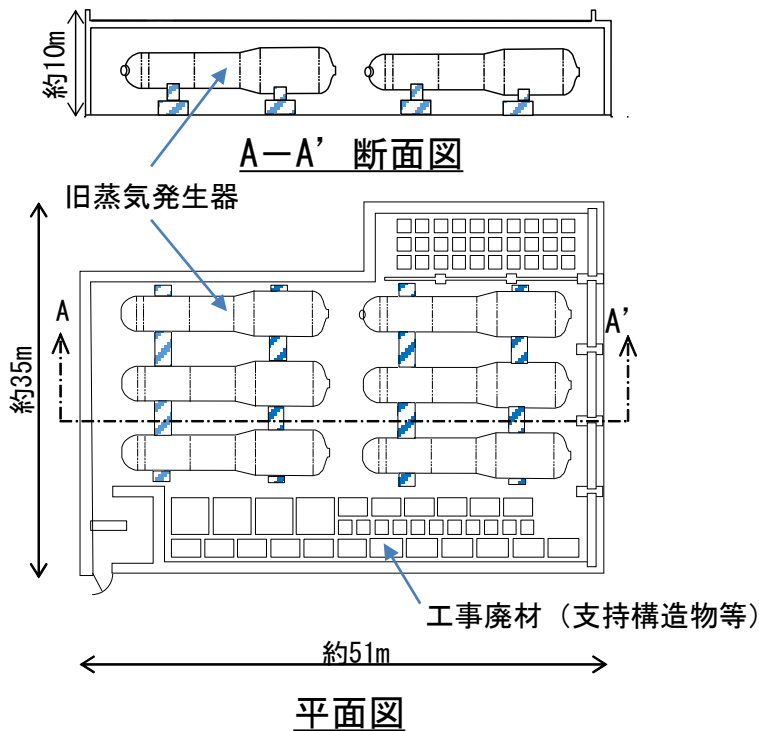 約10m
A－A’ 断面図
旧蒸気発生器
A
A’
約35m
工事廃材（支持構造物等）
約51m
平面図